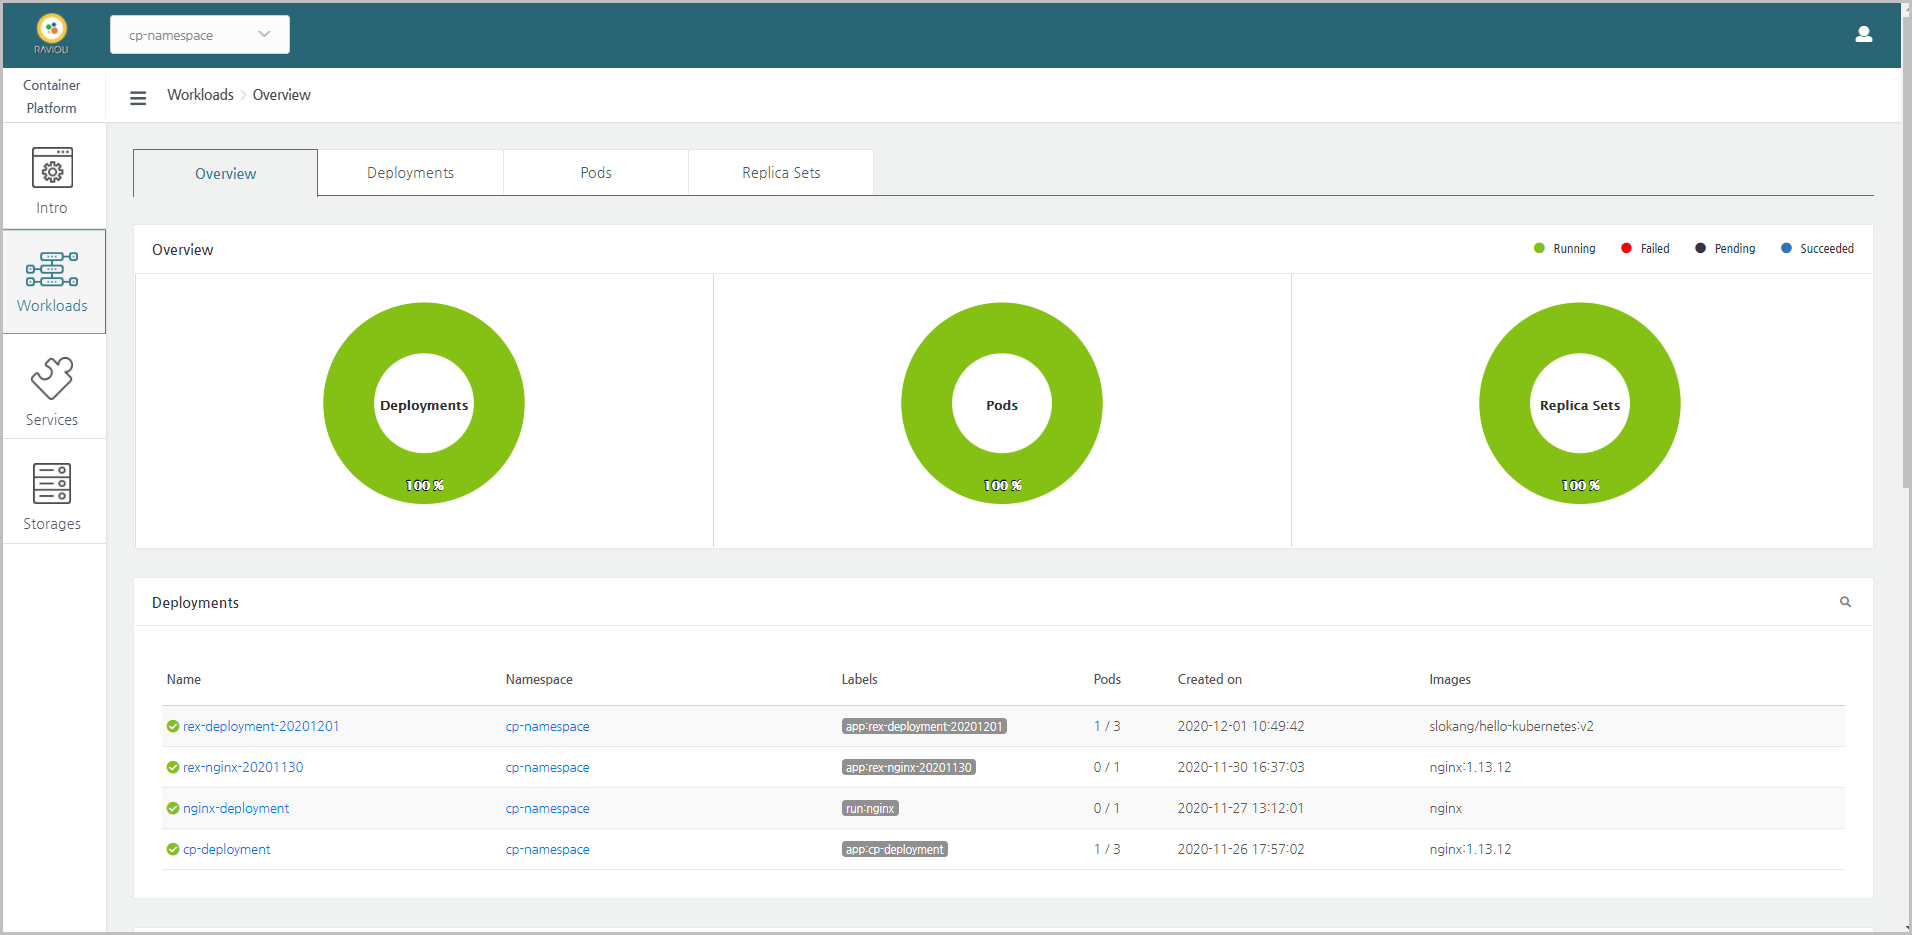 RAVIOLI
cp-namespace
Container
Platform
Workloads > Overview
Intro
Workloads
Services
Storages
Overview Deployments Pods Replica Sets
Overview
Running Failed Pending Succeeded
Deployments
100 %
Pods
100 %
Replica Sets
100 %
Deployments
Name Namespace Labels Pods Created on Images
rex-deployment-20201201 cp-namespace app:rex-deployment-20201201 1 / 3 2020-12-01 10:49:42 slokang/hello-kubernetes:v2
rex-nginx-20201130 cp-namespace app:rex-nginx-20201130 0 / 1 2020-11-30 16:37:03 nginx:1.13.12
nginx-deployment cp-namespace run:nginx 0 / 1 2020-11-27 13:12:01 nginx
cp-deployment cp-namespace app:cp-deployment 1 / 3 2020-11-26 17:57:02 nginx:1.13.12